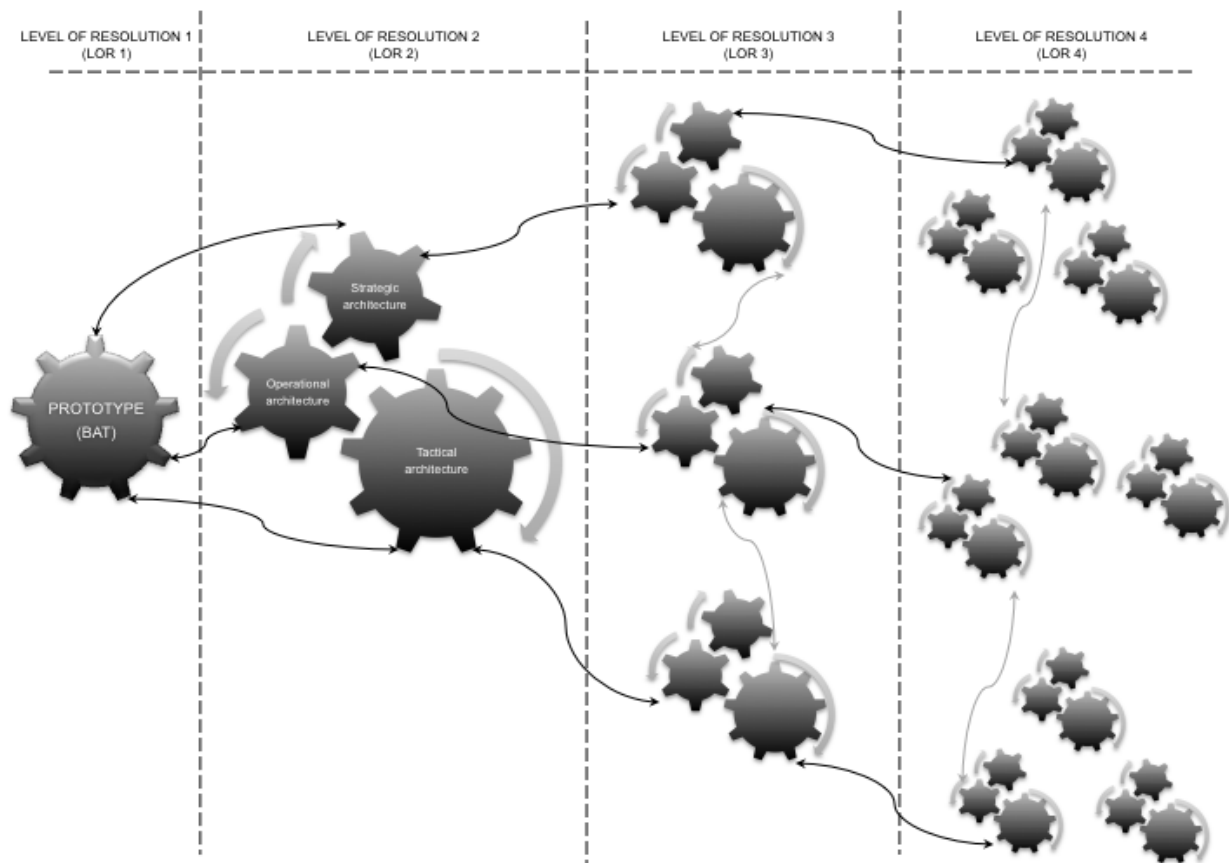 LEVEL OF RESOLUTION 1
(LOR 1)
LEVEL OF RESOLUTION 2
(LOR 2)
LEVEL OF RESOLUTION 3
(LOR 3)
LEVEL OF RESOLUTION 4
(LOR 4)
Strategic
architecture
Operational
architecture
PROTOTYPE
(BAT)
Tactical
architecture